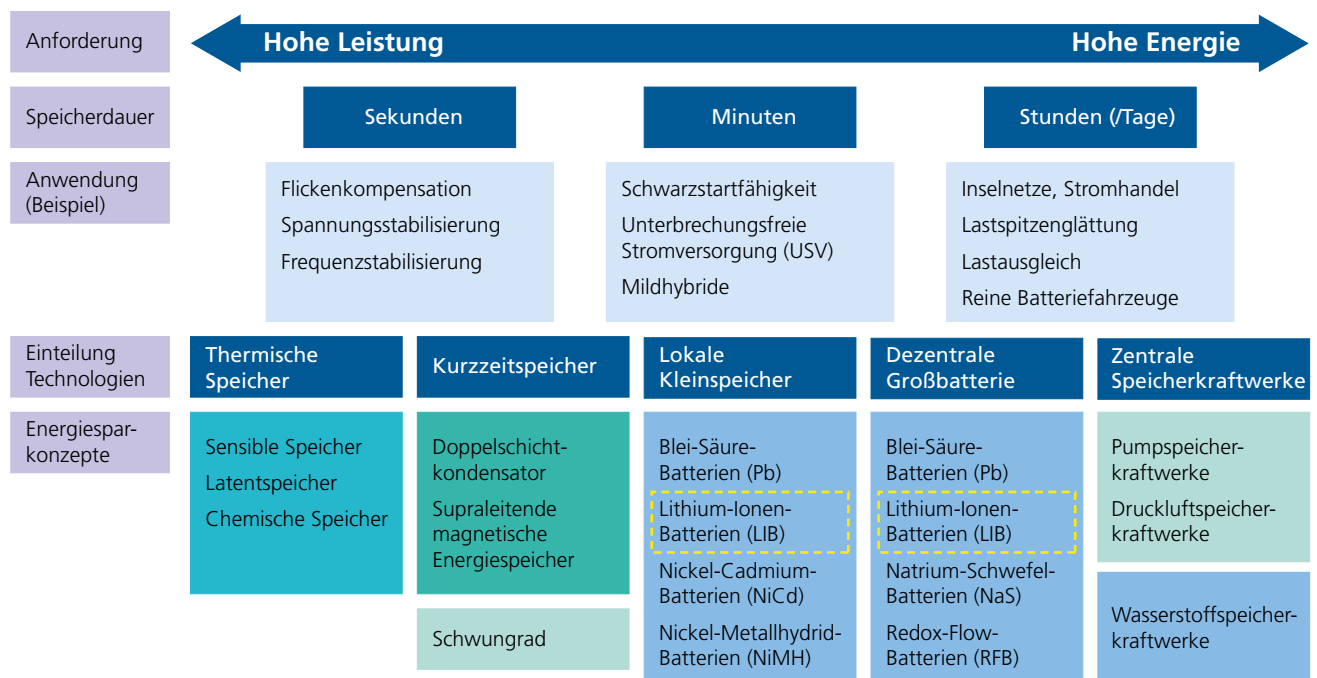 Anforderung
Hohe Leistung
Hohe Energie
Speicherdauer
Sekunden
Minuten
Stunden (/Tage)
Anwendung
(Beispiel)
Flickenkompensation
Spannungsstabilisierung
Frequenzstabilisierung
Schwarzstartfähigkeit
Unterbrechungsfreie
Stromversorgung (USV)
Mildhybride
Inselnetze, Stromhandel
Lastspitzenglättung
Lastausgleich
Reine Batteriefahrzeuge
Einteilung
Technologien
Thermische
Speicher
Kurzzeitspeicher
Lokale
Kleinspeicher
Dezentrale
Großbatterie
Zentrale
Speicherkraftwerke
Energiespar-
konzepte
Sensible Speicher
Latentspeicher
Chemische Speicher
Doppelschicht-
kondensator
Supraleitende
magnetische
Energiespeicher
Schwungrad
Blei-Säure-
Batterien (Pb)
Lithium-Ionen-
Batterien (LIB)
Nickel-Cadmium-
Batterien (NiCd)
Nickel-Metallhydrid-
Batterien (NiMH)
Blei-Säure-
Batterien (Pb)
Lithium-Ionen-
Batterien (LIB)
Natrium-Schwefel-
Batterien (NaS)
Redox-Flow-
Batterien (RFB)
Pumpspeicher-
kraftwerke
Druckluftspeicher-
kraftwerke
Wasserstoffspeicher-
kraftwerke